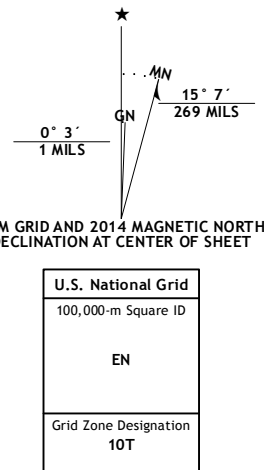 ★
MN
GN
15° 7´
269 MILS
0° 3´
1 MILS
M GRID AND 2014 MAGNETIC NORTH
DECLINATION AT CENTER OF SHEET
U.S. National Grid
100,000-m Square ID
EN
Grid Zone Designation
10T